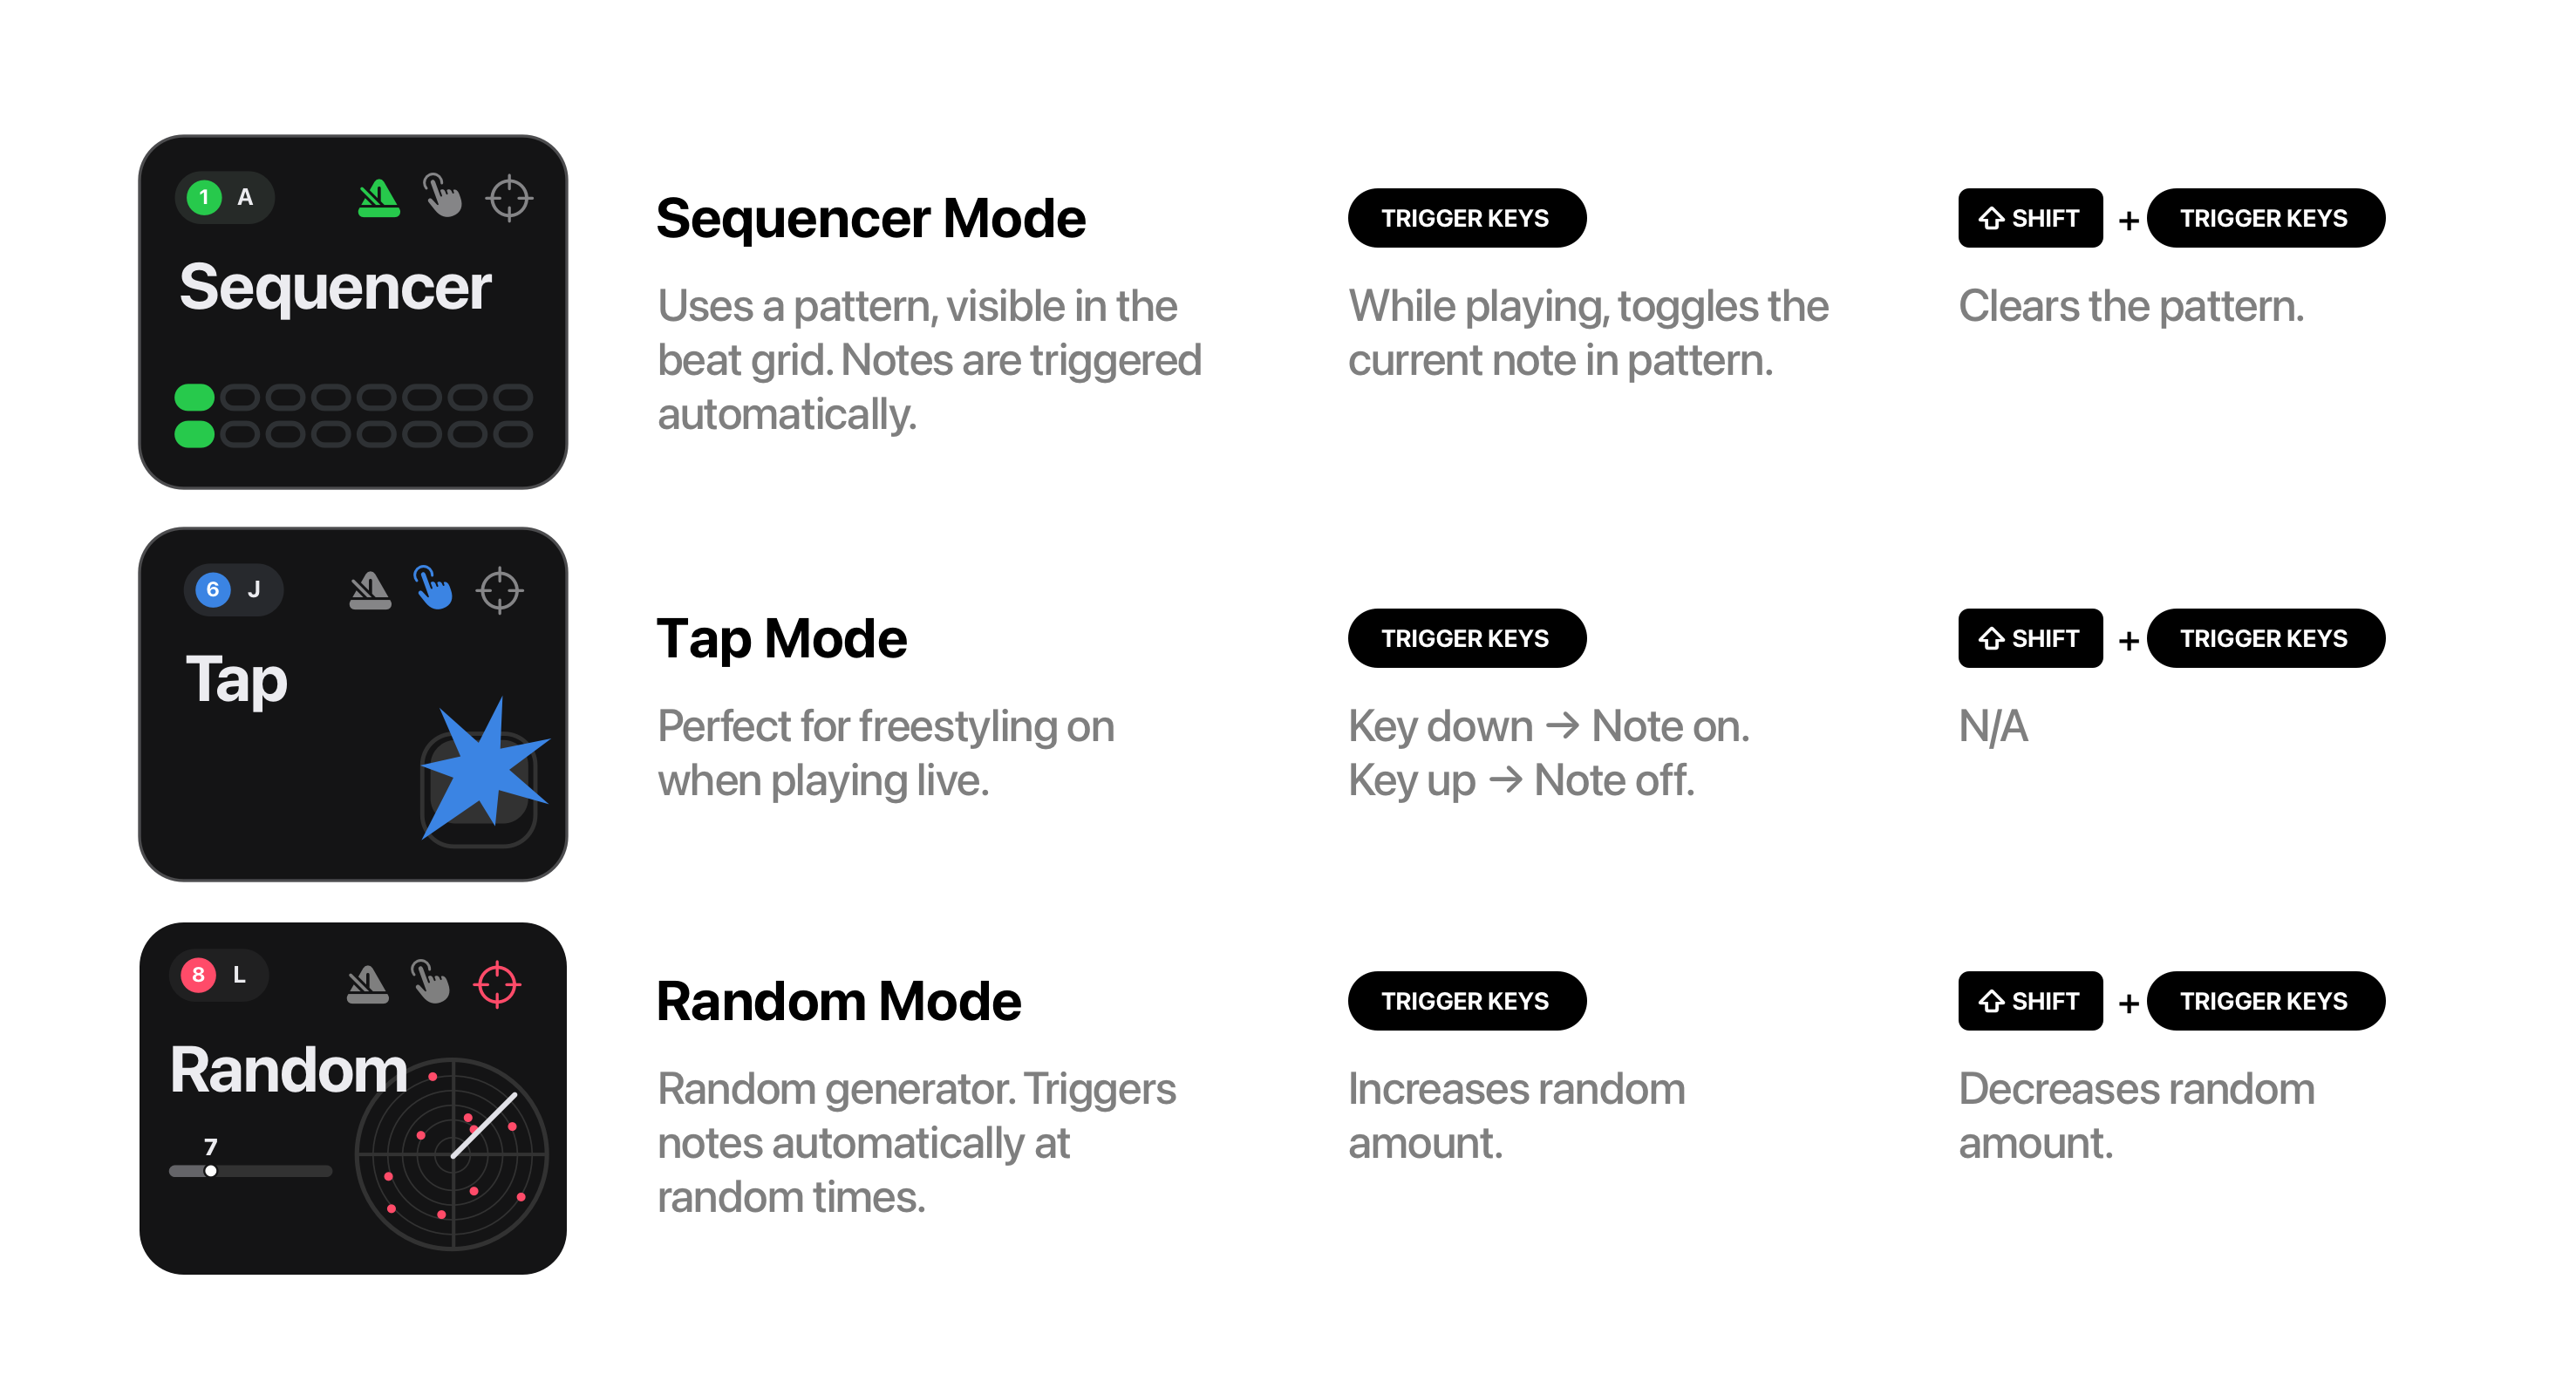 1 A
Sequencer
Sequencer Mode
Uses a pattern, visible in the
beat grid. Notes are triggered
automatically.
TRIGGER KEYS
While playing, toggles the
current note in pattern.
SHIFT + TRIGGER KEYS
Clears the pattern.
6 J
Tap
Tap Mode
Perfect for freestyling on
when playing live.
TRIGGER KEYS
Key down → Note on.
Key up → Note off.
SHIFT + TRIGGER KEYS
N/A
8 L
Random
7
Random Mode
Random generator. Triggers
notes automatically at
random times.
TRIGGER KEYS
Increases random
amount.
SHIFT + TRIGGER KEYS
Decreases random
amount.